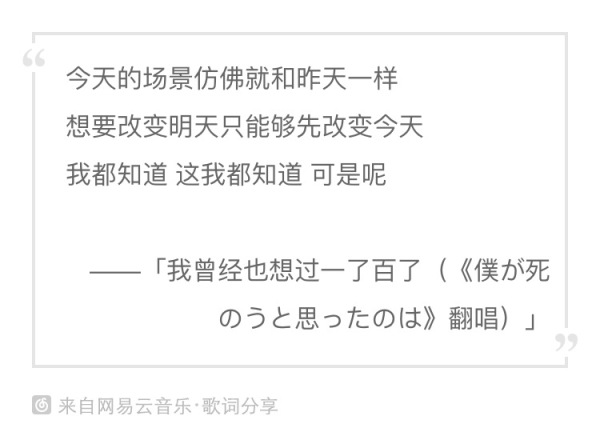 今天的场景仿佛就和昨天一样
想要改变明天只能够先改变今天
我都知道 这我都知道 可是呢
——「我曾经也想过一了百了（《僕が死
のうと思ったのは》翻唱）」
来自网易云音乐·歌词分享